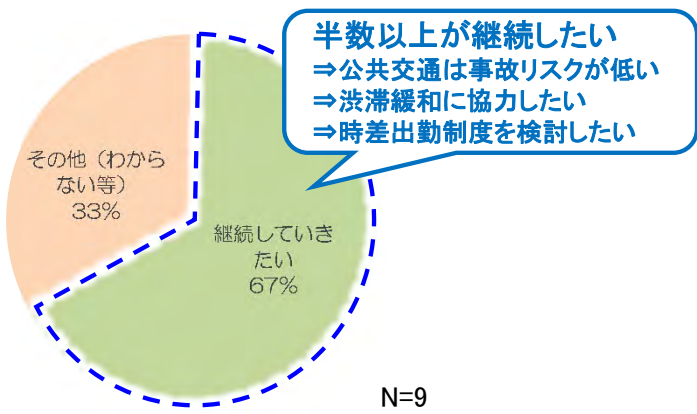 半数以上が継続したい
⇒公共交通は事故リスクが低い
⇒渋滞緩和に協力したい
⇒時差出勤制度を検討したい
その他（わから
ない等）
33%
継続していき
たい
67%
N=9